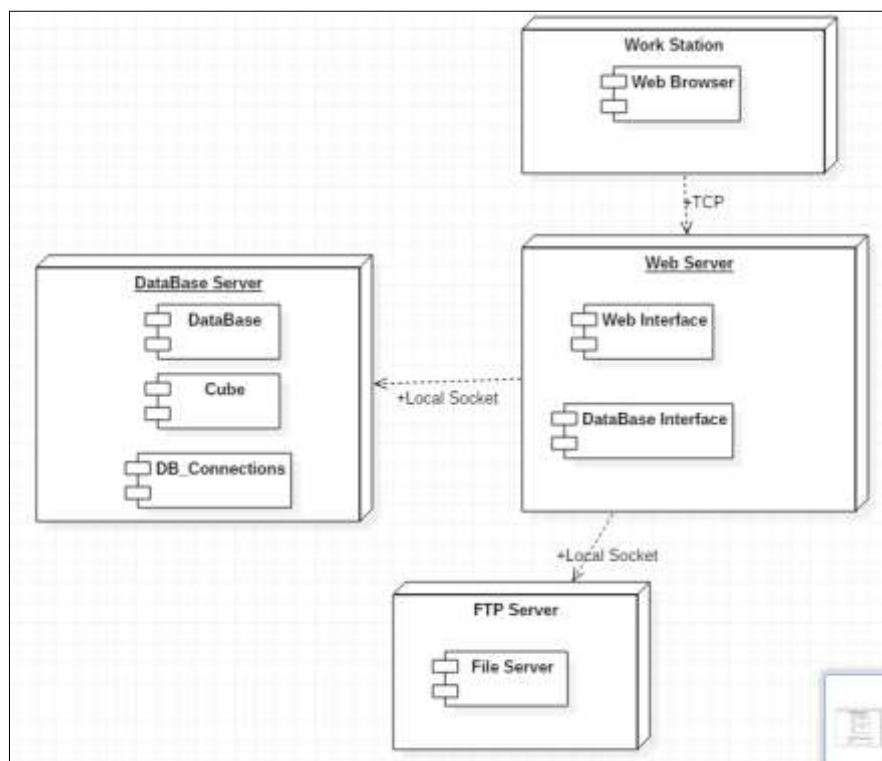 Work Station
Web Browser
+TCP
Web Server
Web Interface
DataBase Interface
DataBase Server
DataBase
Cube
DB_Connections
+Local Socket
+Local Socket
FTP Server
File Server